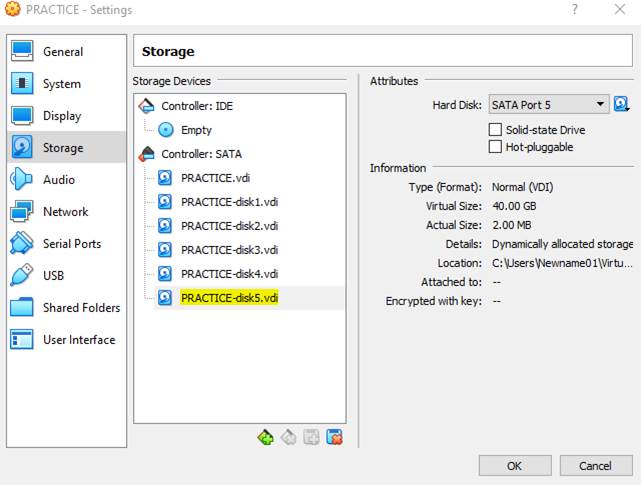 PRACTICE - Settings
?
General
System
Display
Storage
Audio
Network
Serial Ports
USB
Shared Folders
User Interface
Storage
Storage Devices
Controller: IDE
Empty
Controller: SATA
PRACTICE.vdi
PRACTICE-disk1.vdi
PRACTICE-disk2.vdi
PRACTICE-disk3.vdi
PRACTICE-disk4.vdi
PRACTICE-disk5.vdi
Attributes
Hard Disk: SATA Port 5
Solid-state Drive
Hot-pluggable
Information
Type (Format): Normal (VDI)
Virtual Size: 40.00 GB
Actual Size: 2.00 MB
Details: Dynamically allocated storage
Location: C:\Users\Newname01\Virtu...
Attached to: --
Encrypted with key: --
OK Cancel